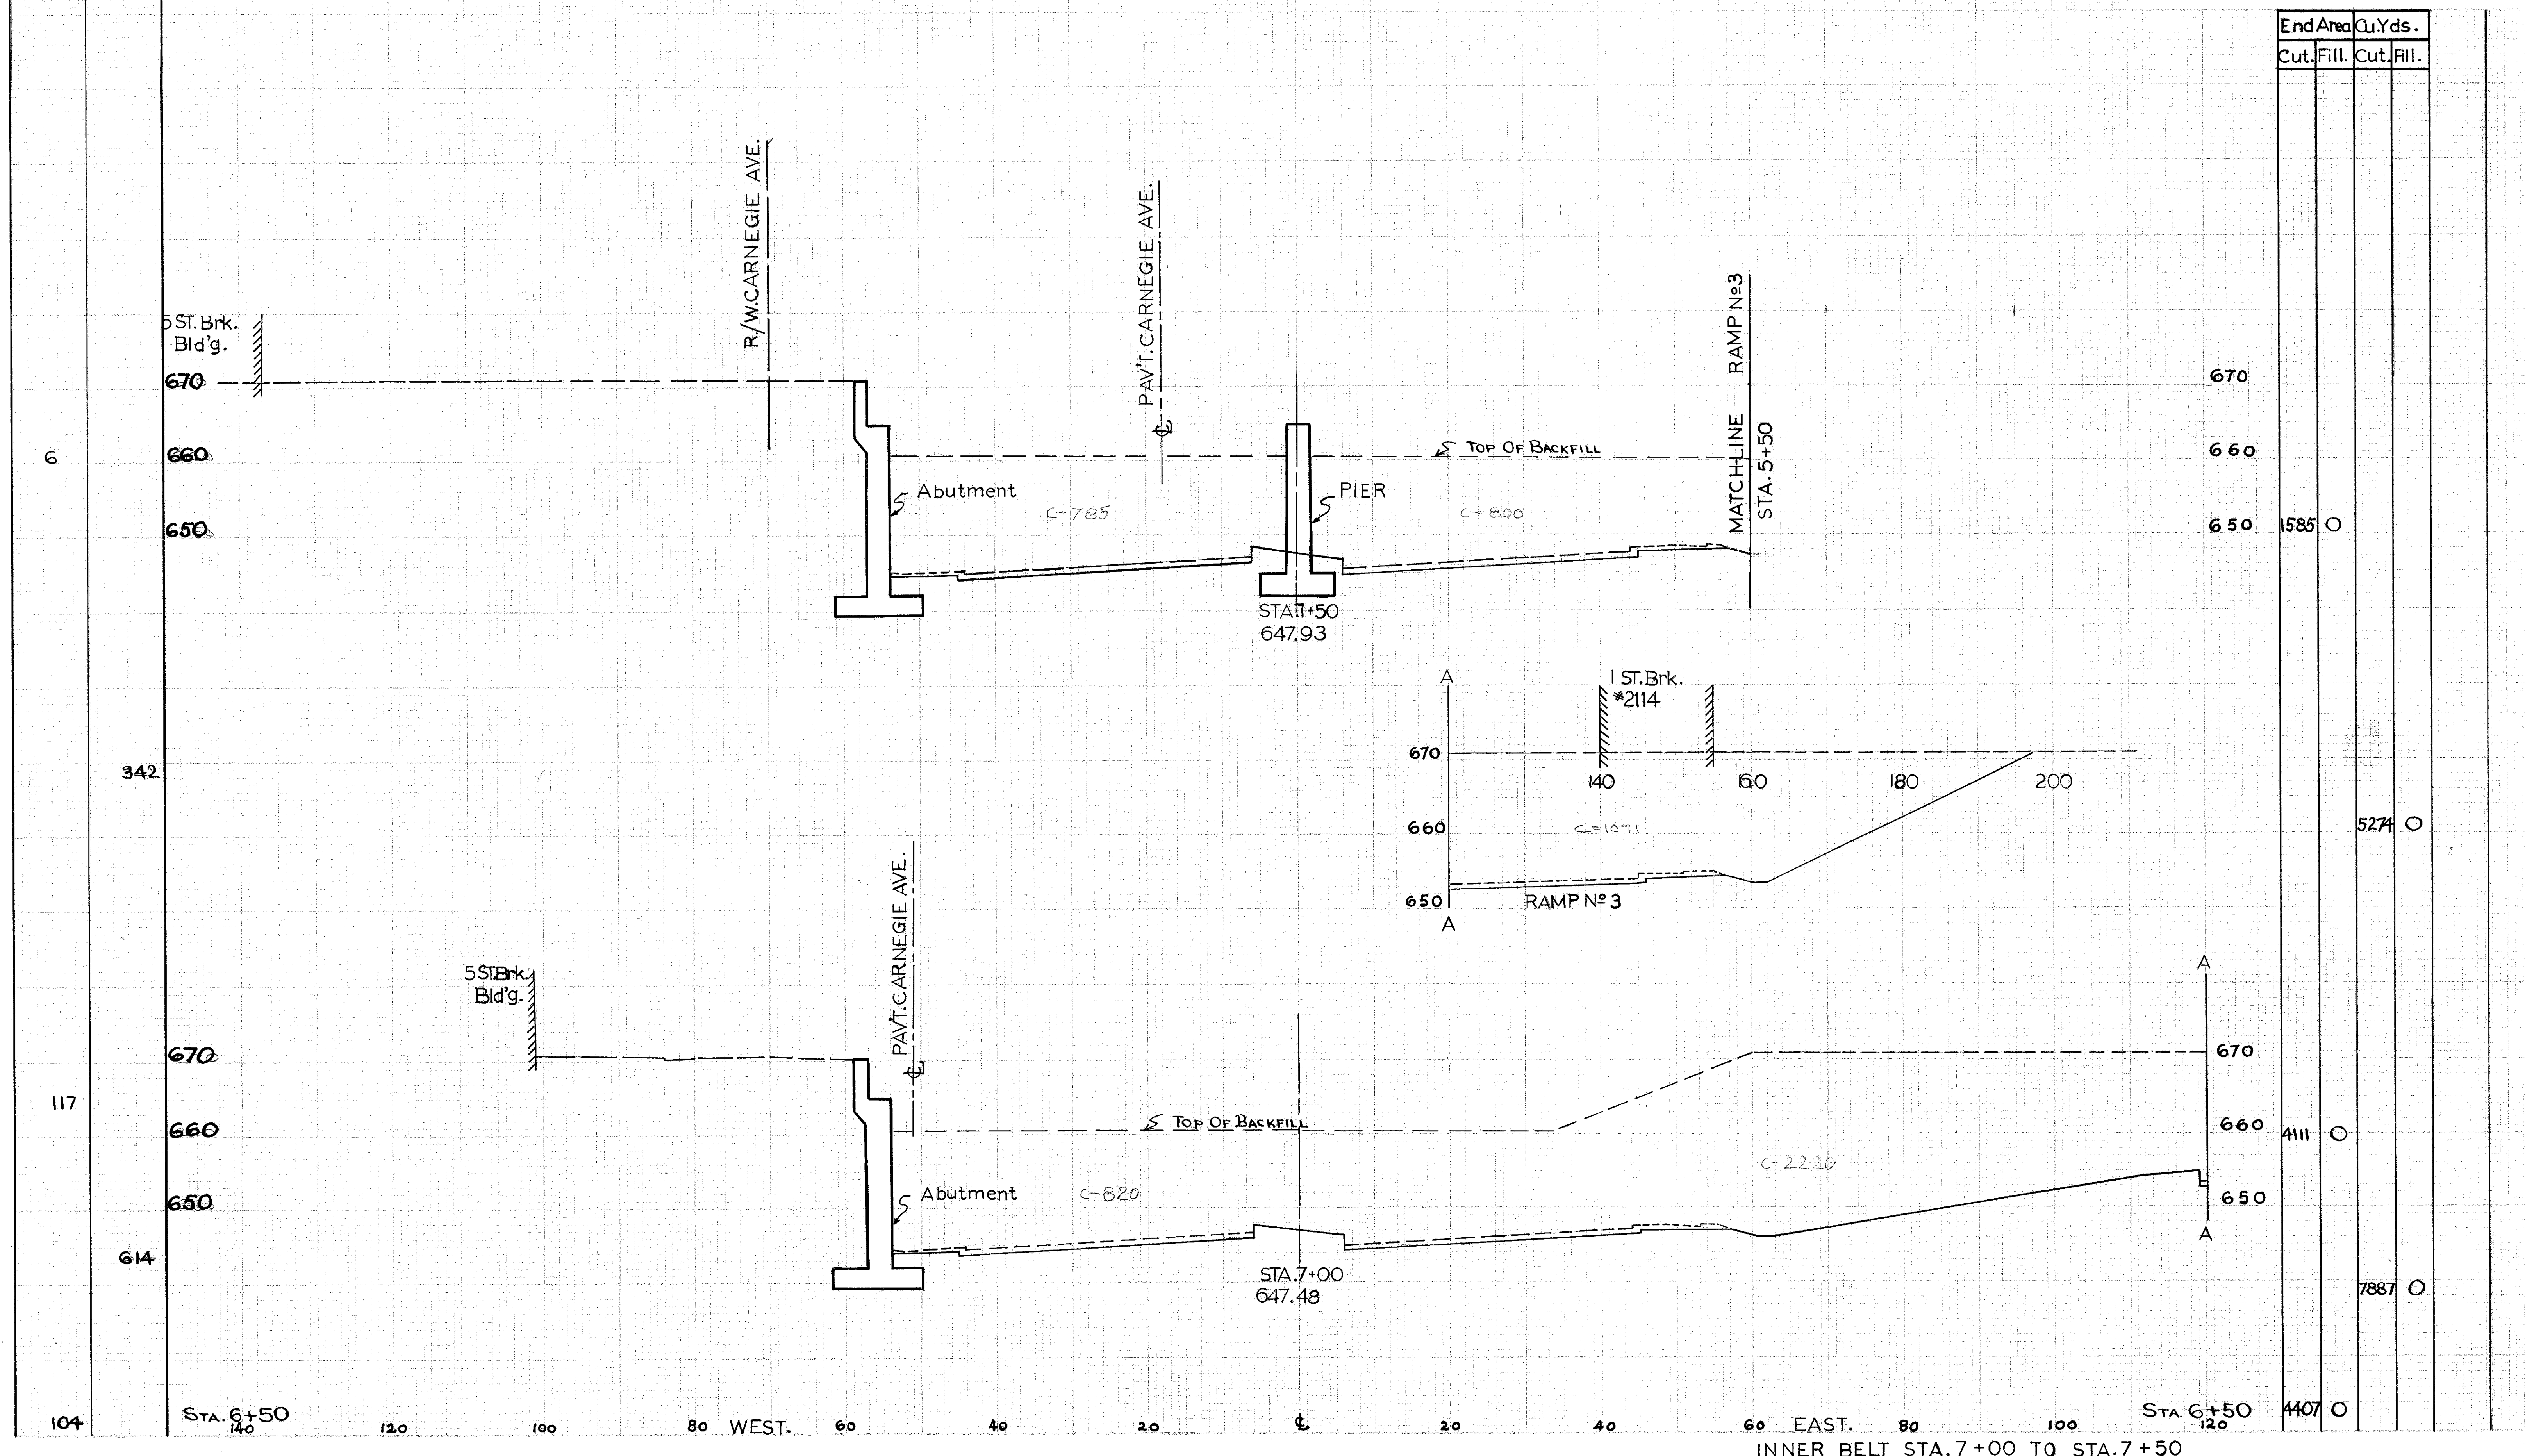 End Area Cu.Yds.
Cut. Fill. Cut. Fill.
R/W. CARNEGIE AVE.
PAV'T. CARNEGIE AVE.
MATCH-LINE RAMP Nº3
STA. 5+50
5 ST. Brk.
Bld'g.
670
670
6
660
TOP OF BACKFILL
660
Abutment
PIER
C-785
C-800
650
650
1585 0
647.93
A
1 ST. Brk.
#2114
670
342
140 160 180 200
660
C=1071
5274 0
650
RAMP Nº 3
A
PAV'T. CARNEGIE AVE.
5 ST. Brk.
Bld'g.
A
670
670
117
660
TOP OF BACKFILL
660
4111 0
C-2220
Abutment
C-820
650
650
A
614
STA. 7+00
647.48
7887 0
104
STA. 6+50
STA. 6+50
4407 0
140 120 100 80 WEST. 60 40 20 ℄ 20 40 60 EAST. 80 100 120
INNER BELT STA. 7+00 TO STA. 7+50